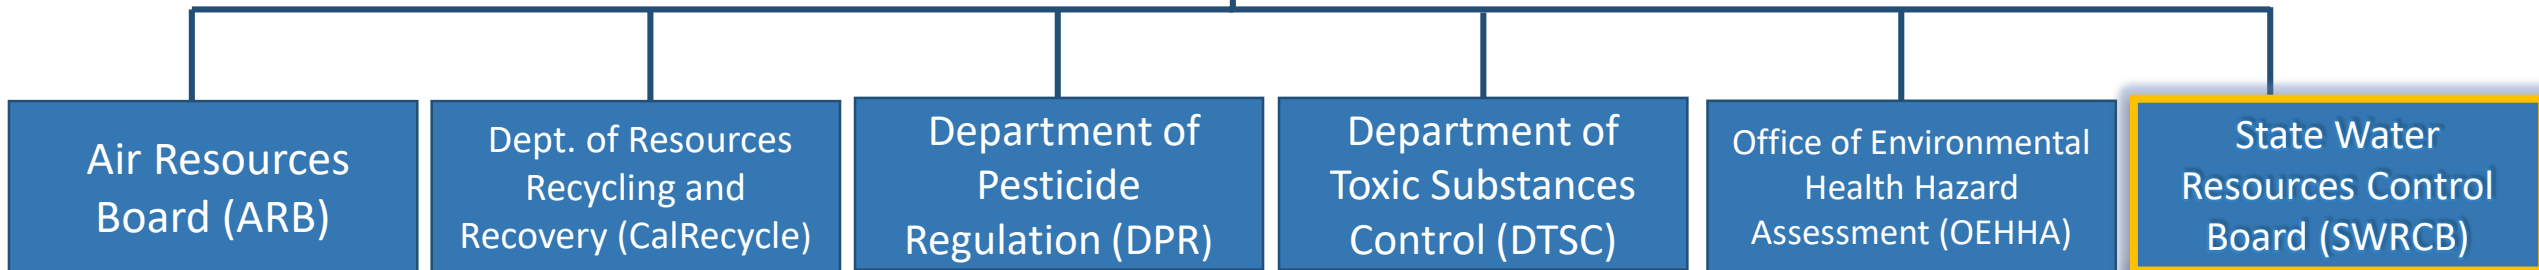 Air Resources
Board (ARB)
Dept. of Resources
Recycling and
Recovery (CalRecycle)
Department of
Pesticide
Regulation (DPR)
Department of
Toxic Substances
Control (DTSC)
Office of Environmental
Health Hazard
Assessment (OEHHA)
State Water
Resources Control
Board (SWRCB)